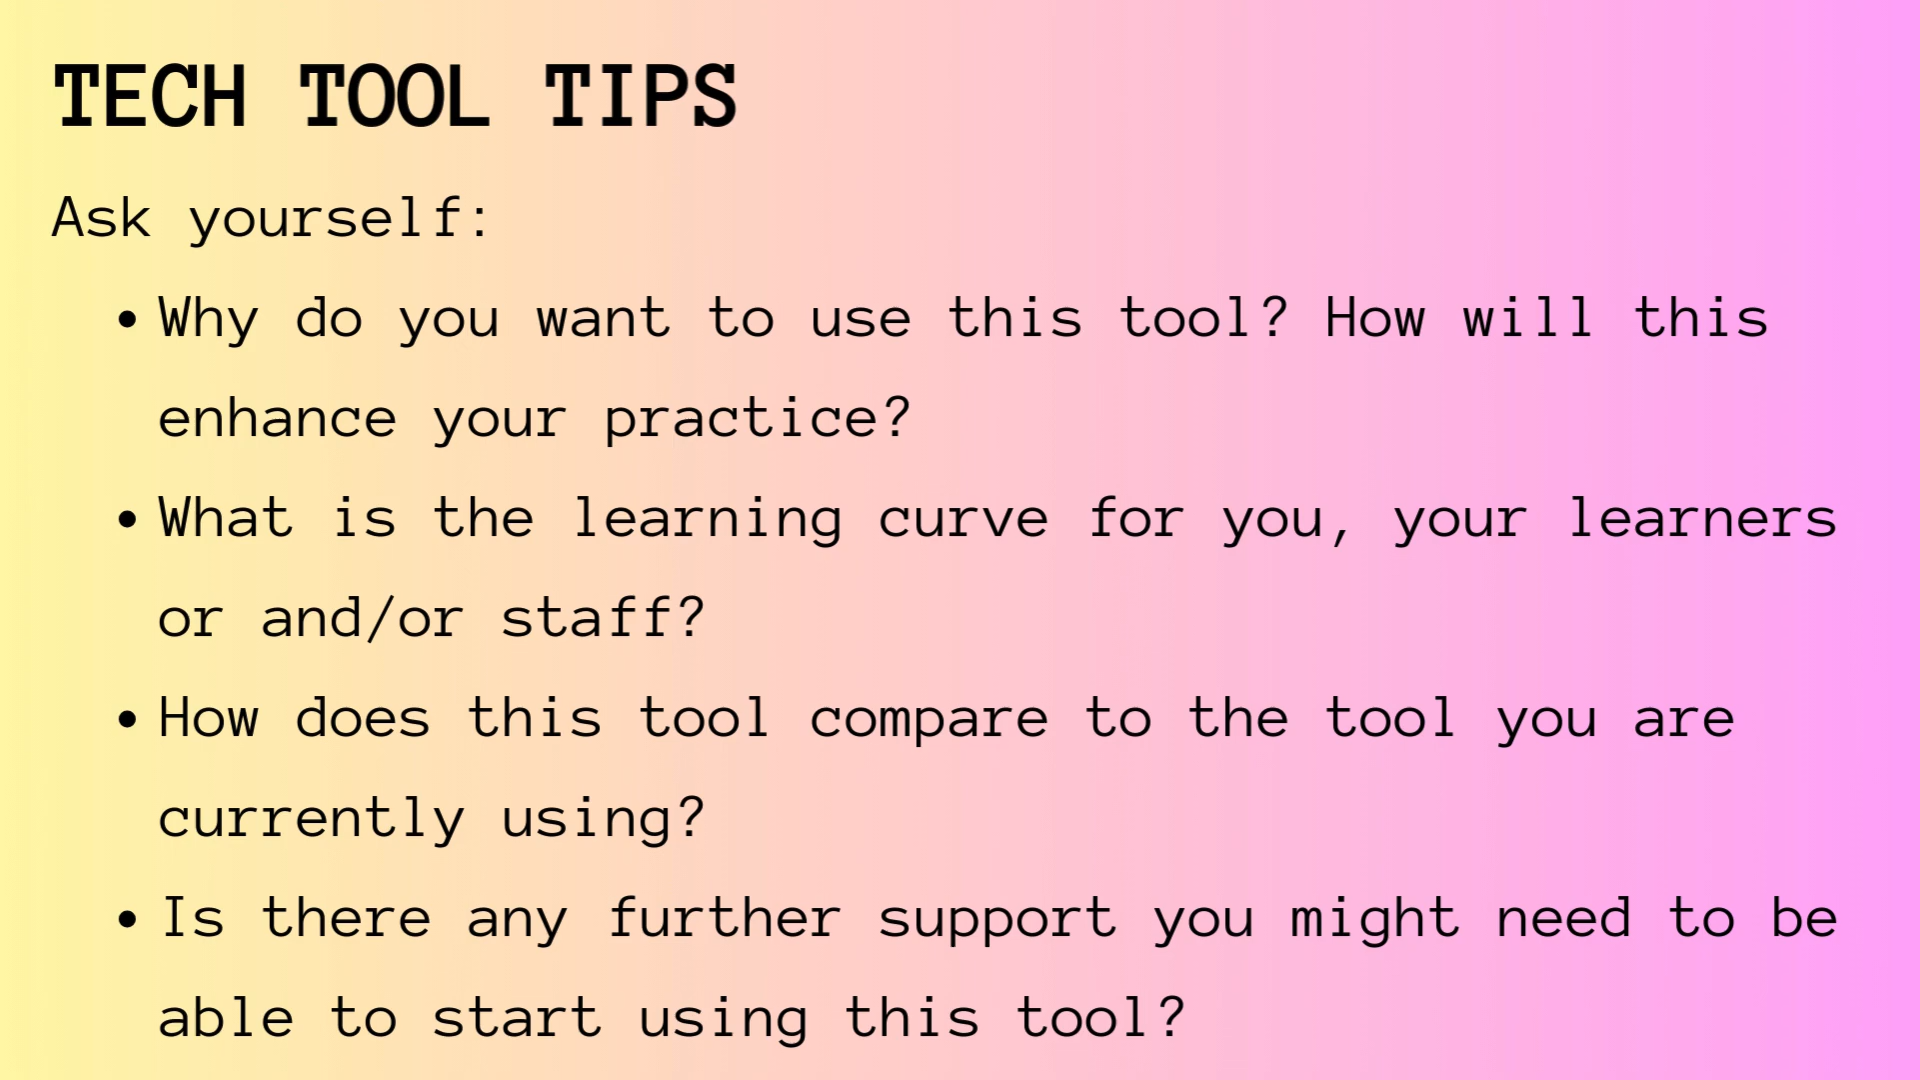 TECH TOOL TIPS
Ask yourself:
• Why do you want to use this tool? How will this
enhance your practice?
• What is the learning curve for you, your learners
or and/or staff?
• How does this tool compare to the tool you are
currently using?
• Is there any further support you might need to be
able to start using this tool?